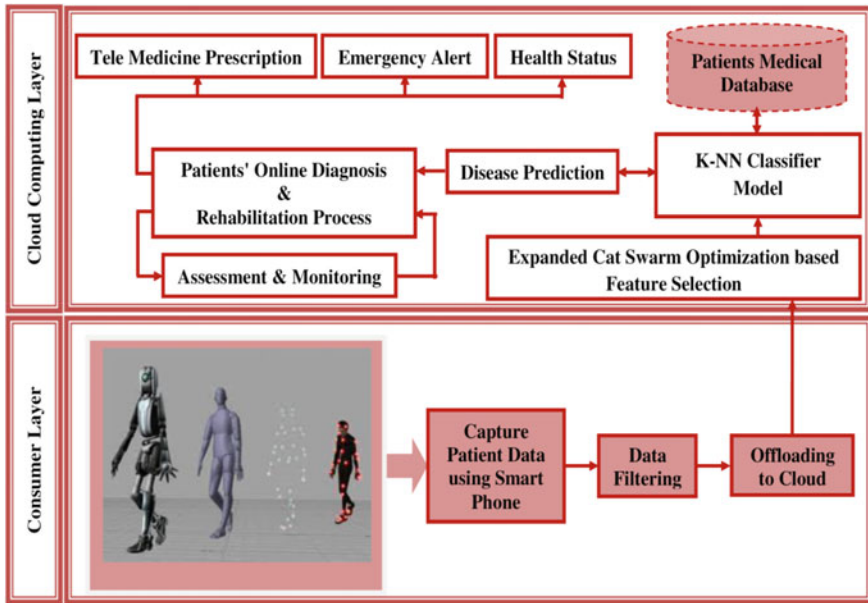 Cloud Computing Layer
Tele Medicine Prescription
Emergency Alert
Health Status
Patients Medical
Database
Patients' Online Diagnosis
&
Rehabilitation Process
Disease Prediction
K-NN Classifier
Model
Assessment & Monitoring
Expanded Cat Swarm Optimization based
Feature Selection
Consumer Layer
Capture
Patient Data
using Smart
Phone
Data
Filtering
Offloading
to Cloud